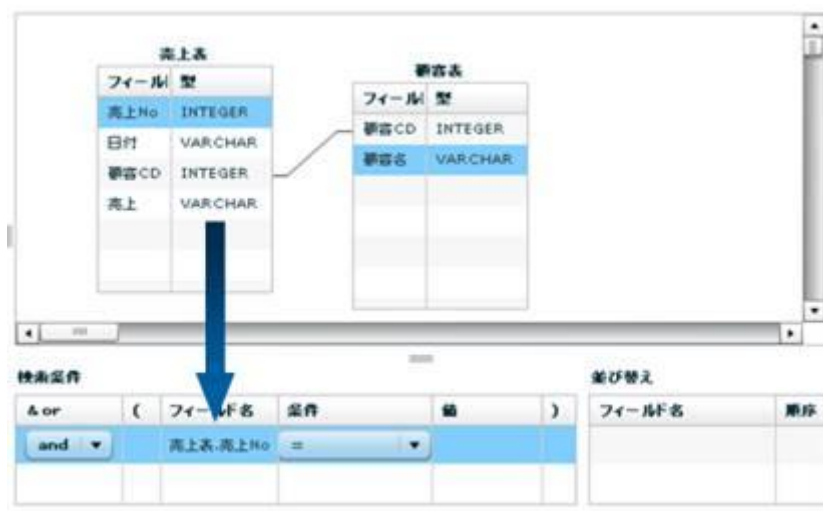 売上表
フィールド 型
売上No INTEGER
日付 VARCHAR
顧客CD INTEGER
売上 VARCHAR
顧客表
フィールド 型
顧客CD INTEGER
顧客名 VARCHAR
検索条件
& or ( フィールド名 条件 値 )
and 売上表.売上No =
並び替え
フィールド名 順序